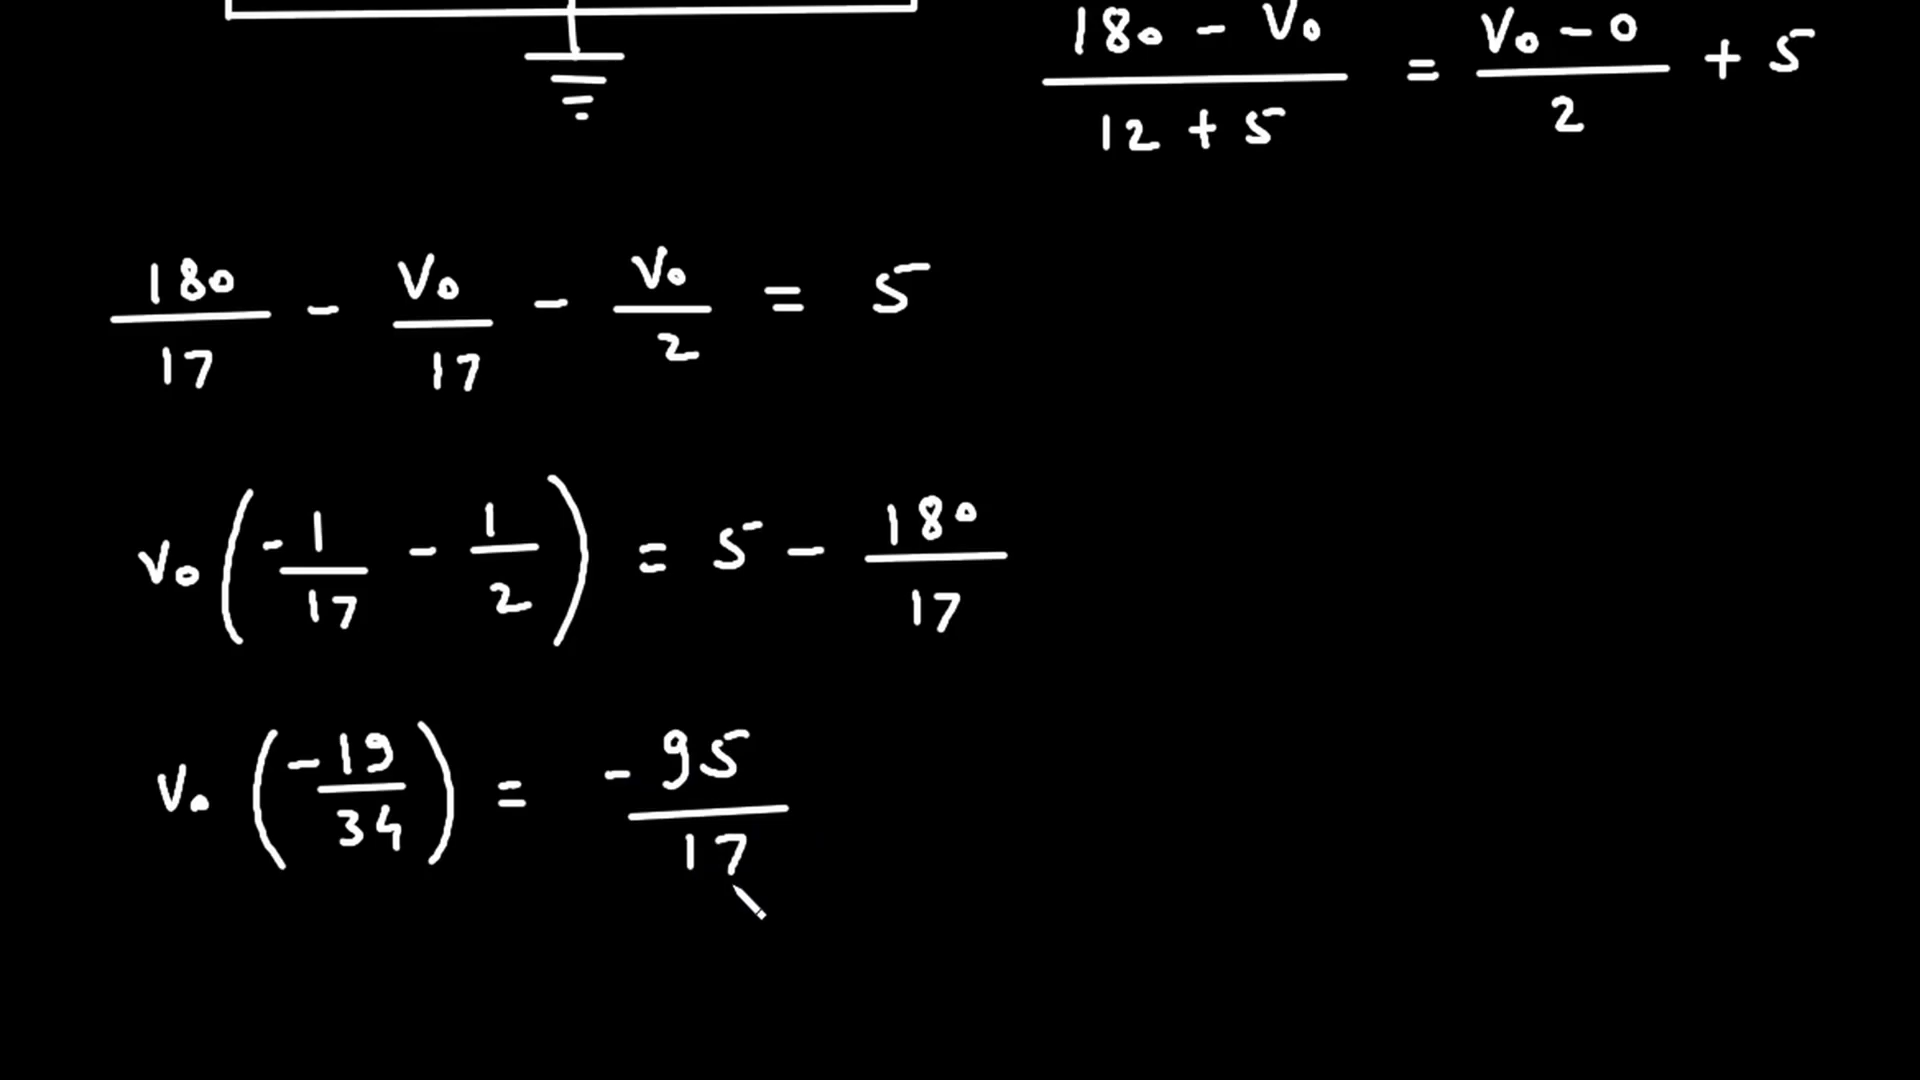 (180 - V₀)/(12 + 5) = (V₀ - 0)/2 + 5
180/17 - V₀/17 - V₀/2 = 5
V₀(-1/17 - 1/2) = 5 - 180/17
V₀(-19/34) = -95/17